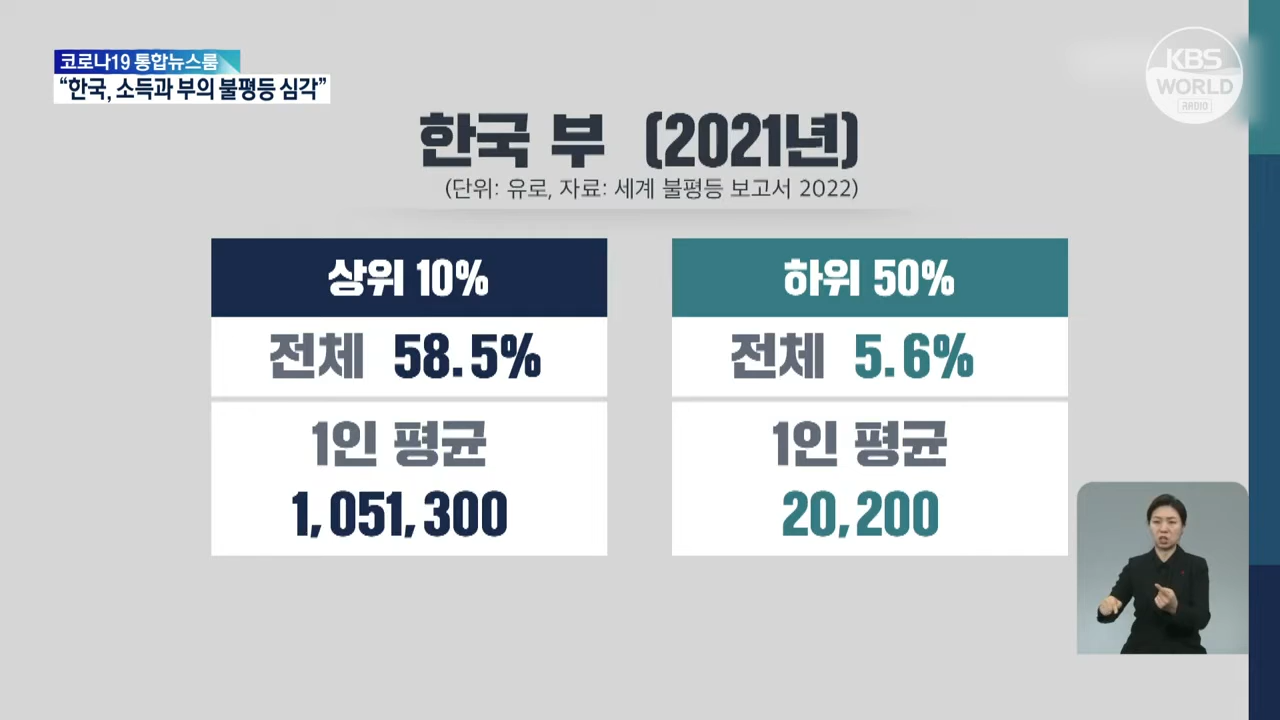 코로나19 통합뉴스룸
“한국, 소득과 부의 불평등 심각”
KBS
WORLD
RADIO
한국 부 (2021년)
(단위: 유로, 자료: 세계 불평등 보고서 2022)
상위 10%
전체 58.5%
1인 평균
1,051,300
하위 50%
전체 5.6%
1인 평균
20,200